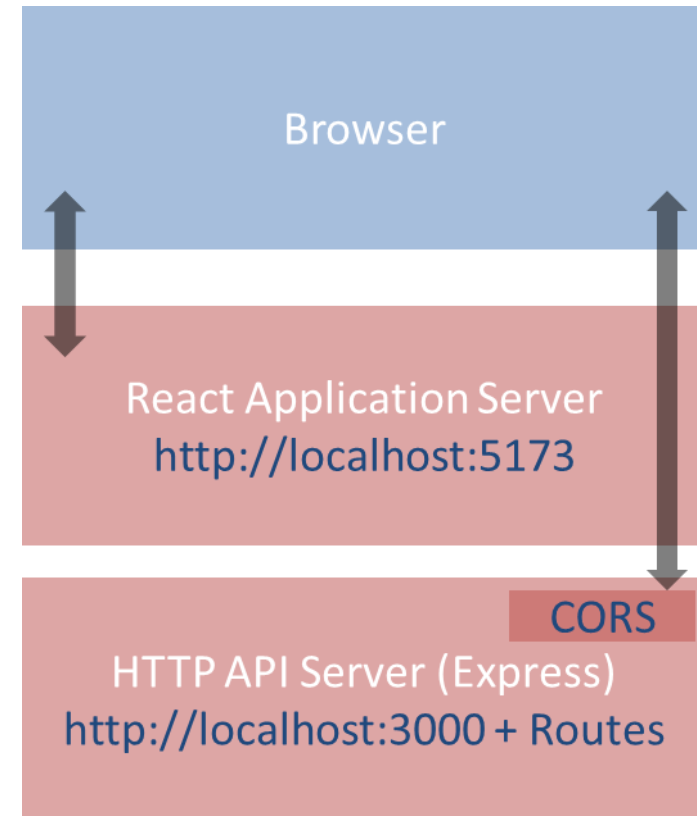 Browser
React Application Server
http://localhost:5173
CORS
HTTP API Server (Express)
http://localhost:3000 + Routes